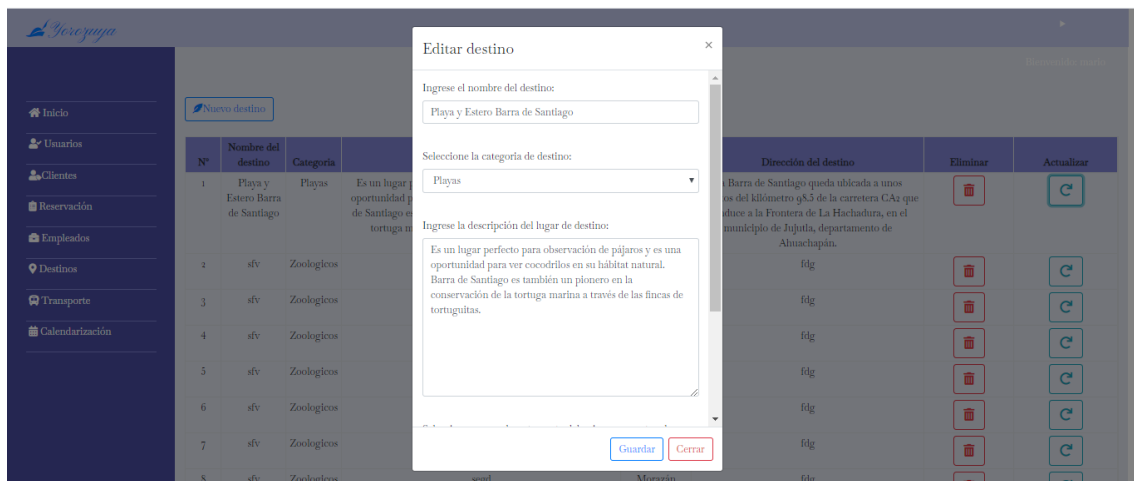 Yorozuya
Editar destino
×
Ingrese el nombre del destino:
Playa y Estero Barra de Santiago
Seleccione la categoria de destino:
Playas
Ingrese la descripción del lugar de destino:
Es un lugar perfecto para observación de pájaros y es una
oportunidad para ver cocodrilos en su hábitat natural.
Barra de Santiago es también un pionero en la
conservación de la tortuga marina a través de las fincas de
tortuguitas.
Guardar
Cerrar
Inicio
Usuarios
Clientes
Reservación
Empleados
Destinos
Transporte
Calendarización
Nuevo destino
N°
Nombre del
destino
Categoria
Dirección del destino
Eliminar
Actualizar
1
Playa y
Estero Barra
de Santiago
Playas
Es un lugar
oportunidad
de Santiago
tortuga
Barra de Santiago queda ubicada a unos
del kilómetro 98.5 de la carretera CA2 que
a la Frontera de La Hachadura, en el
municipio de Jujutla, departamento de
Ahuachapán.
2 sfv Zoologicos fdg
3 sfv Zoologicos fdg
4 sfv Zoologicos fdg
5 sfv Zoologicos fdg
6 sfv Zoologicos fdg
7 sfv Zoologicos fdg
8 sfv Zoologicos Morazán fdg